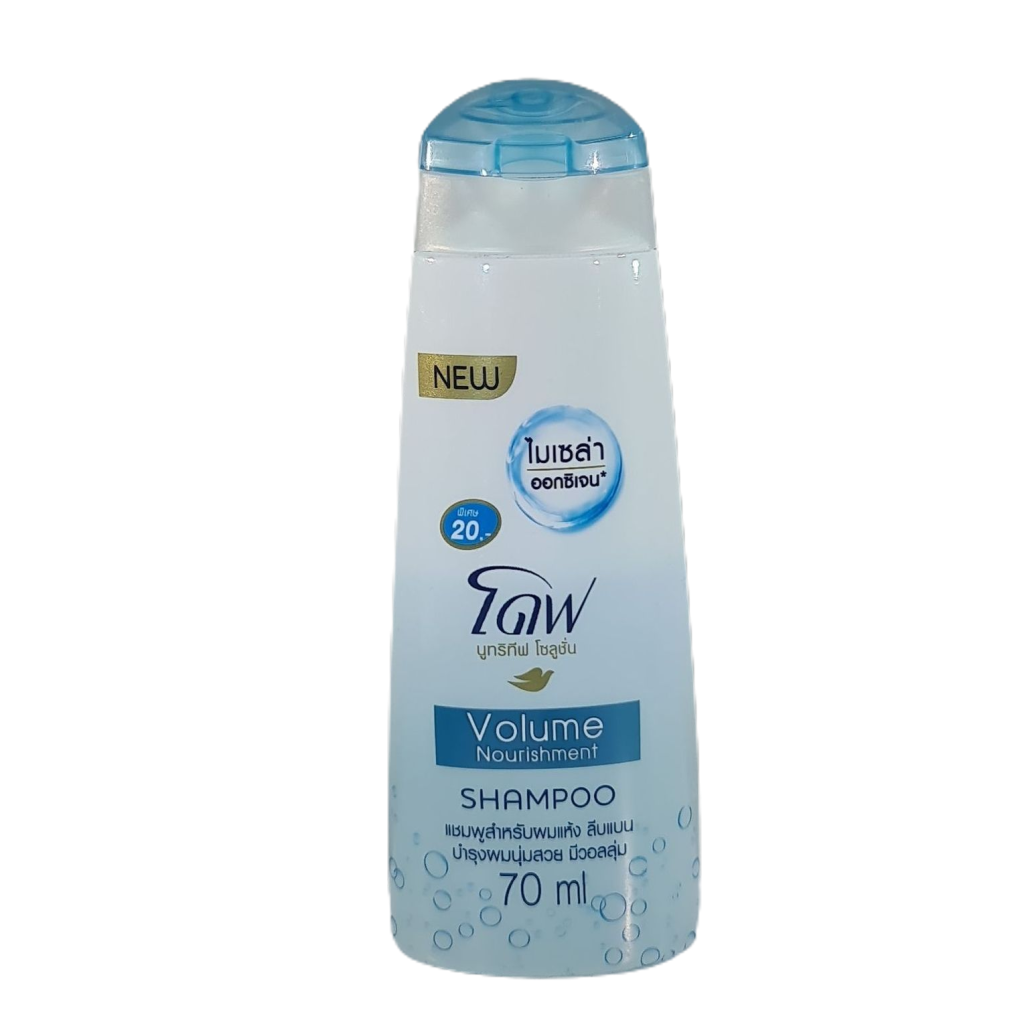 NEW
ไมเซล่า
ออกซิเจน*
พิเศษ
20.-
โดฟ
นูทริทีฟ โซลูชั่น
Volume
Nourishment
SHAMPOO
แชมพูสำหรับผมแห้ง ลีบแบน
บำรุงผมนุ่มสวย มีวอลลุ่ม
70 ml